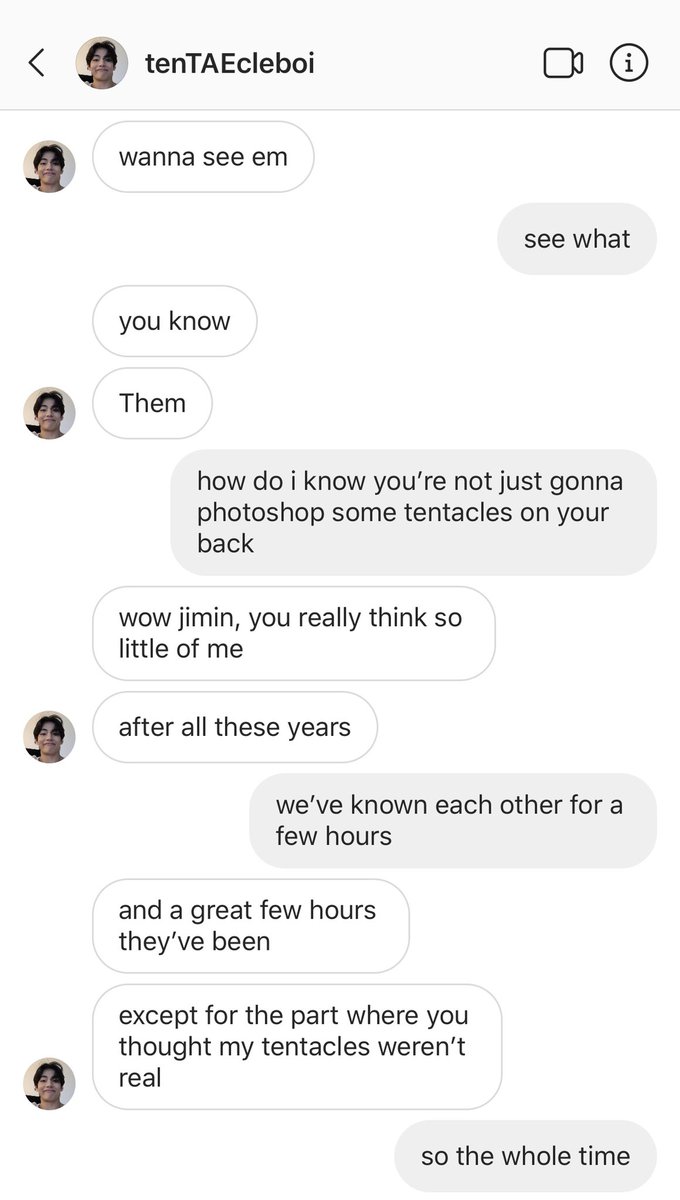 tenTAEcleboi
wanna see em
see what
you know
Them
how do i know you’re not just gonna
photoshop some tentacles on your
back
wow jimin, you really think so
little of me
after all these years
we’ve known each other for a
few hours
and a great few hours
they’ve been
except for the part where you
thought my tentacles weren’t
real
so the whole time